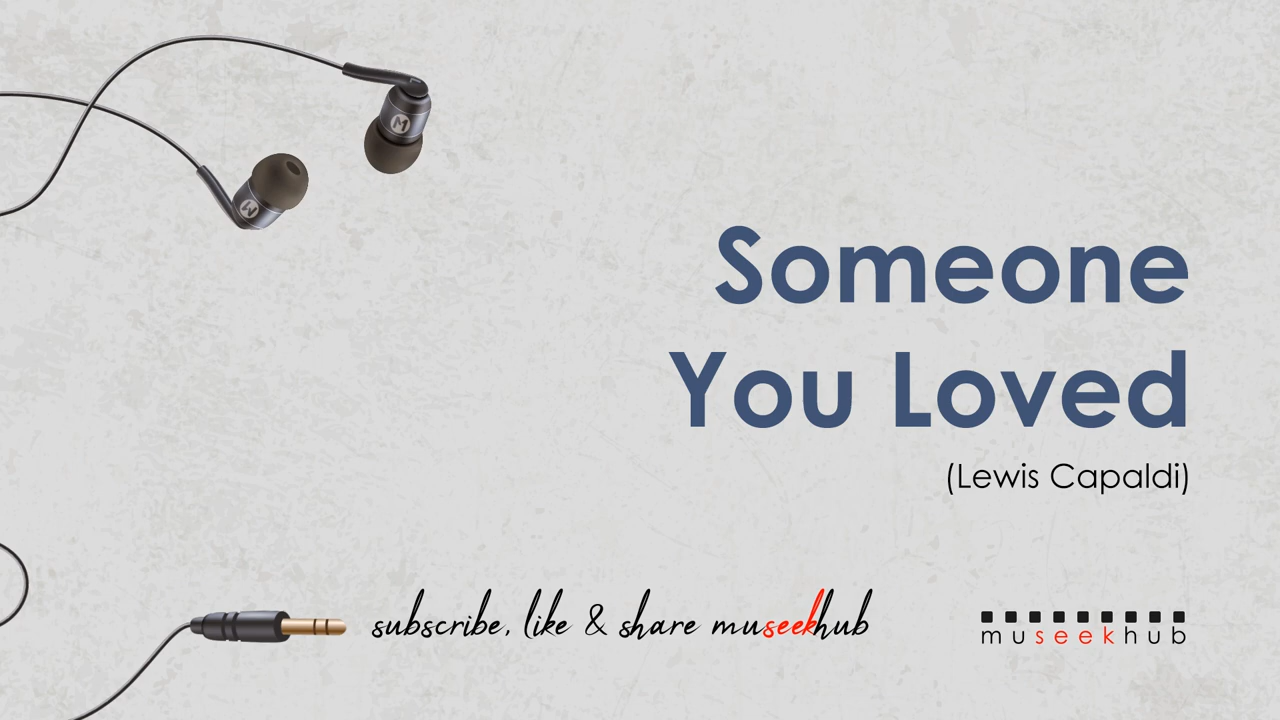 M
M
Someone
You Loved
(Lewis Capaldi)
subscribe, like & share museekhub
museekhub